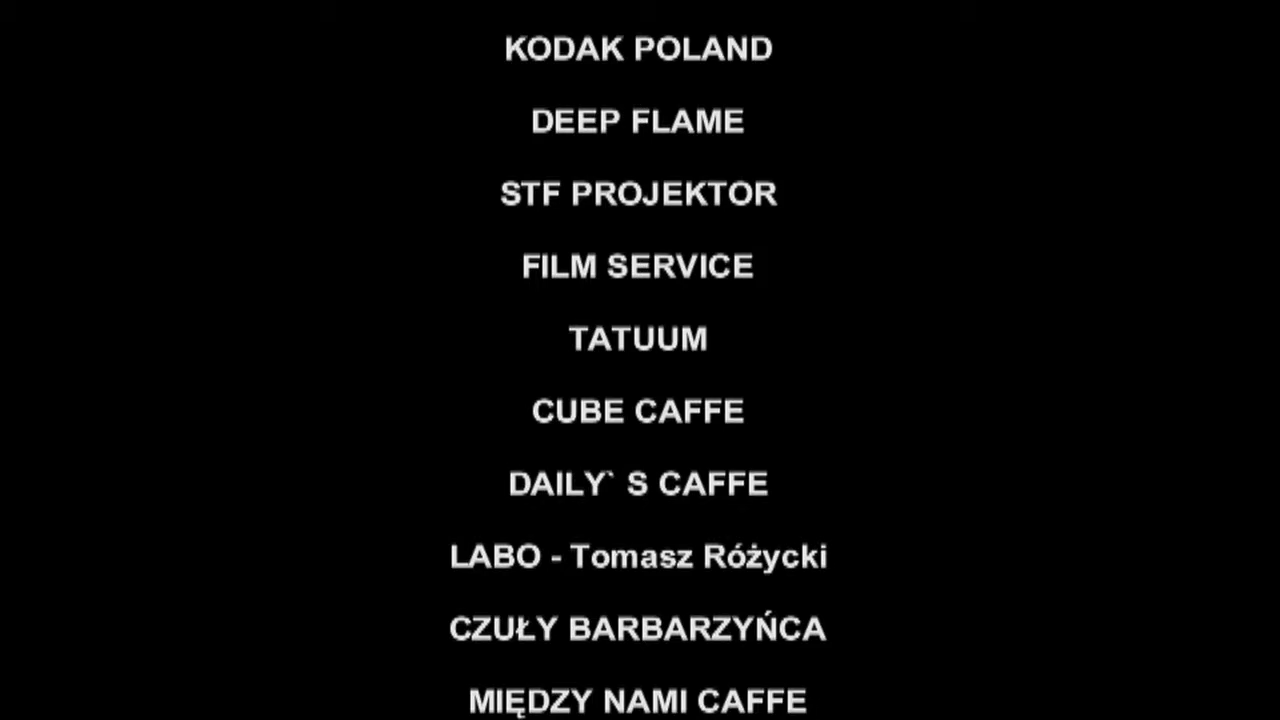 KODAK POLAND
DEEP FLAME
STF PROJEKTOR
FILM SERVICE
TATUUM
CUBE CAFFE
DAILY` S CAFFE
LABO - Tomasz Różycki
CZUŁY BARBARZYŃCA
MIĘDZY NAMI CAFFE